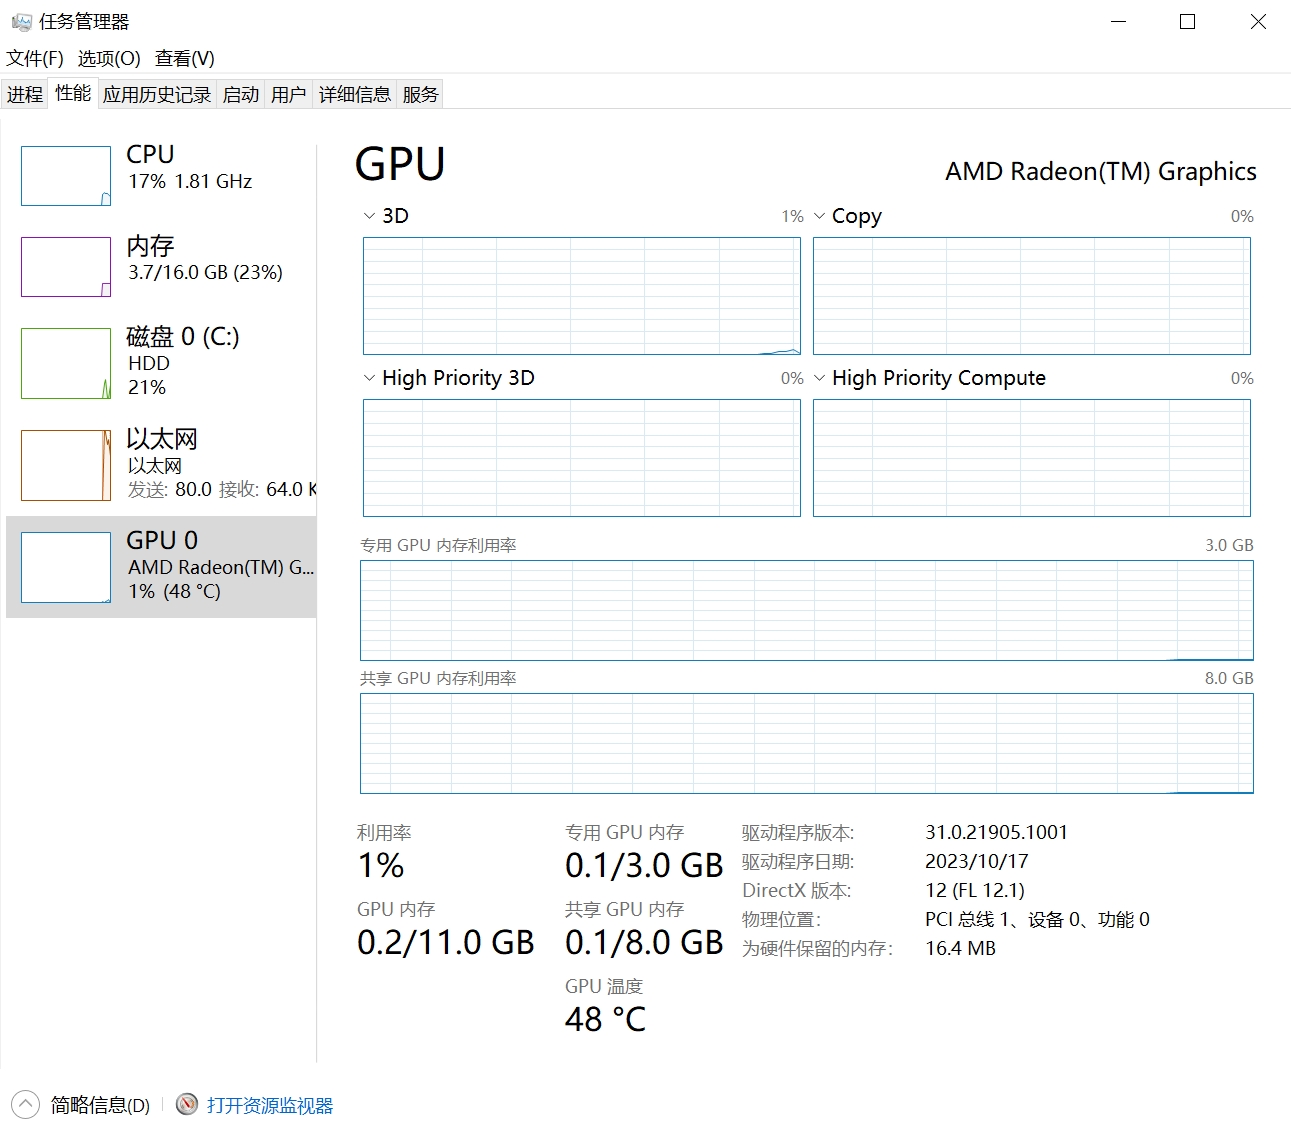 任务管理器
文件(F) 选项(O) 查看(V)
进程 性能 应用历史记录 启动 用户 详细信息 服务
CPU
17% 1.81 GHz
内存
3.7/16.0 GB (23%)
磁盘 0 (C:)
HDD
21%
以太网
以太网
发送: 80.0 接收: 64.0 K
GPU 0
AMD Radeon(TM) G...
1% (48 °C)
GPU
AMD Radeon(TM) Graphics
3D 1%
Copy 0%
High Priority 3D 0%
High Priority Compute 0%
专用 GPU 内存利用率 3.0 GB
共享 GPU 内存利用率 8.0 GB
利用率
1%
GPU 内存
0.2/11.0 GB
专用 GPU 内存
0.1/3.0 GB
共享 GPU 内存
0.1/8.0 GB
GPU 温度
48 °C
驱动程序版本: 31.0.21905.1001
驱动程序日期: 2023/10/17
DirectX 版本: 12 (FL 12.1)
物理位置: PCI 总线 1、设备 0、功能 0
为硬件保留的内存: 16.4 MB
简略信息(D) 打开资源监视器